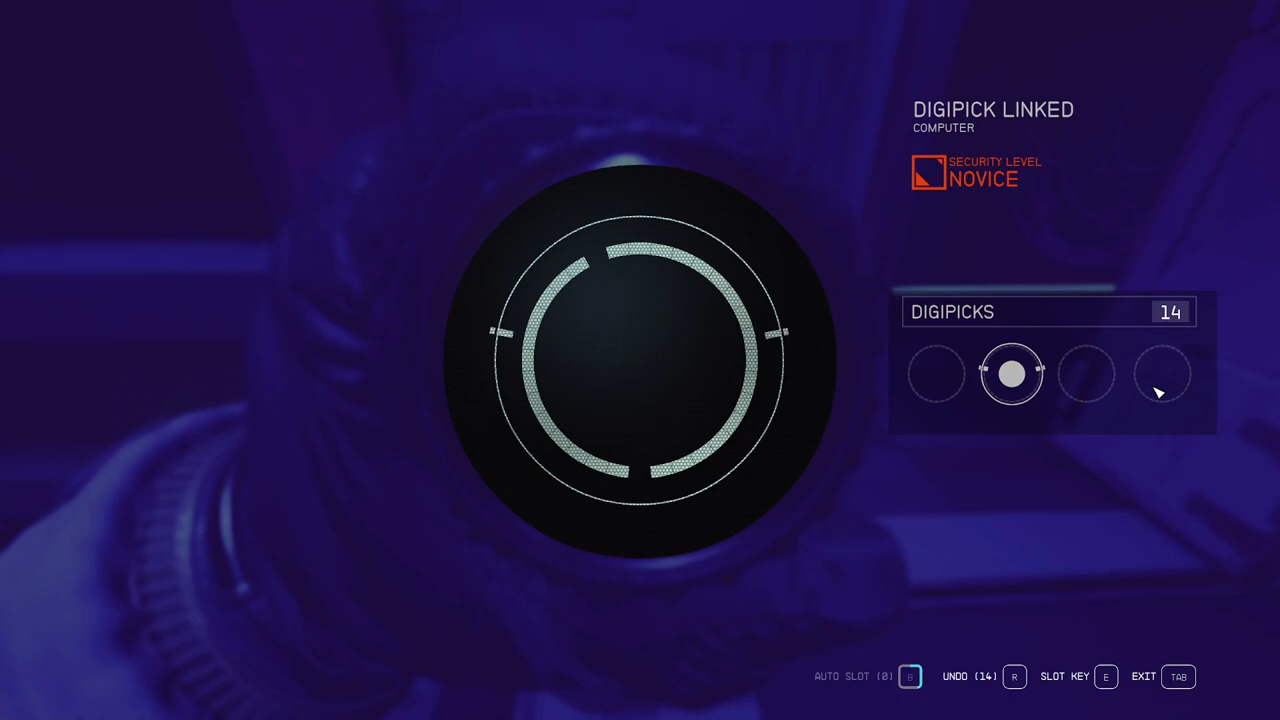 DIGIPICK LINKED
COMPUTER
SECURITY LEVEL
NOVICE
DIGIPICKS 14
AUTO SLOT (0) B UNDO (14) R SLOT KEY E EXIT TAB